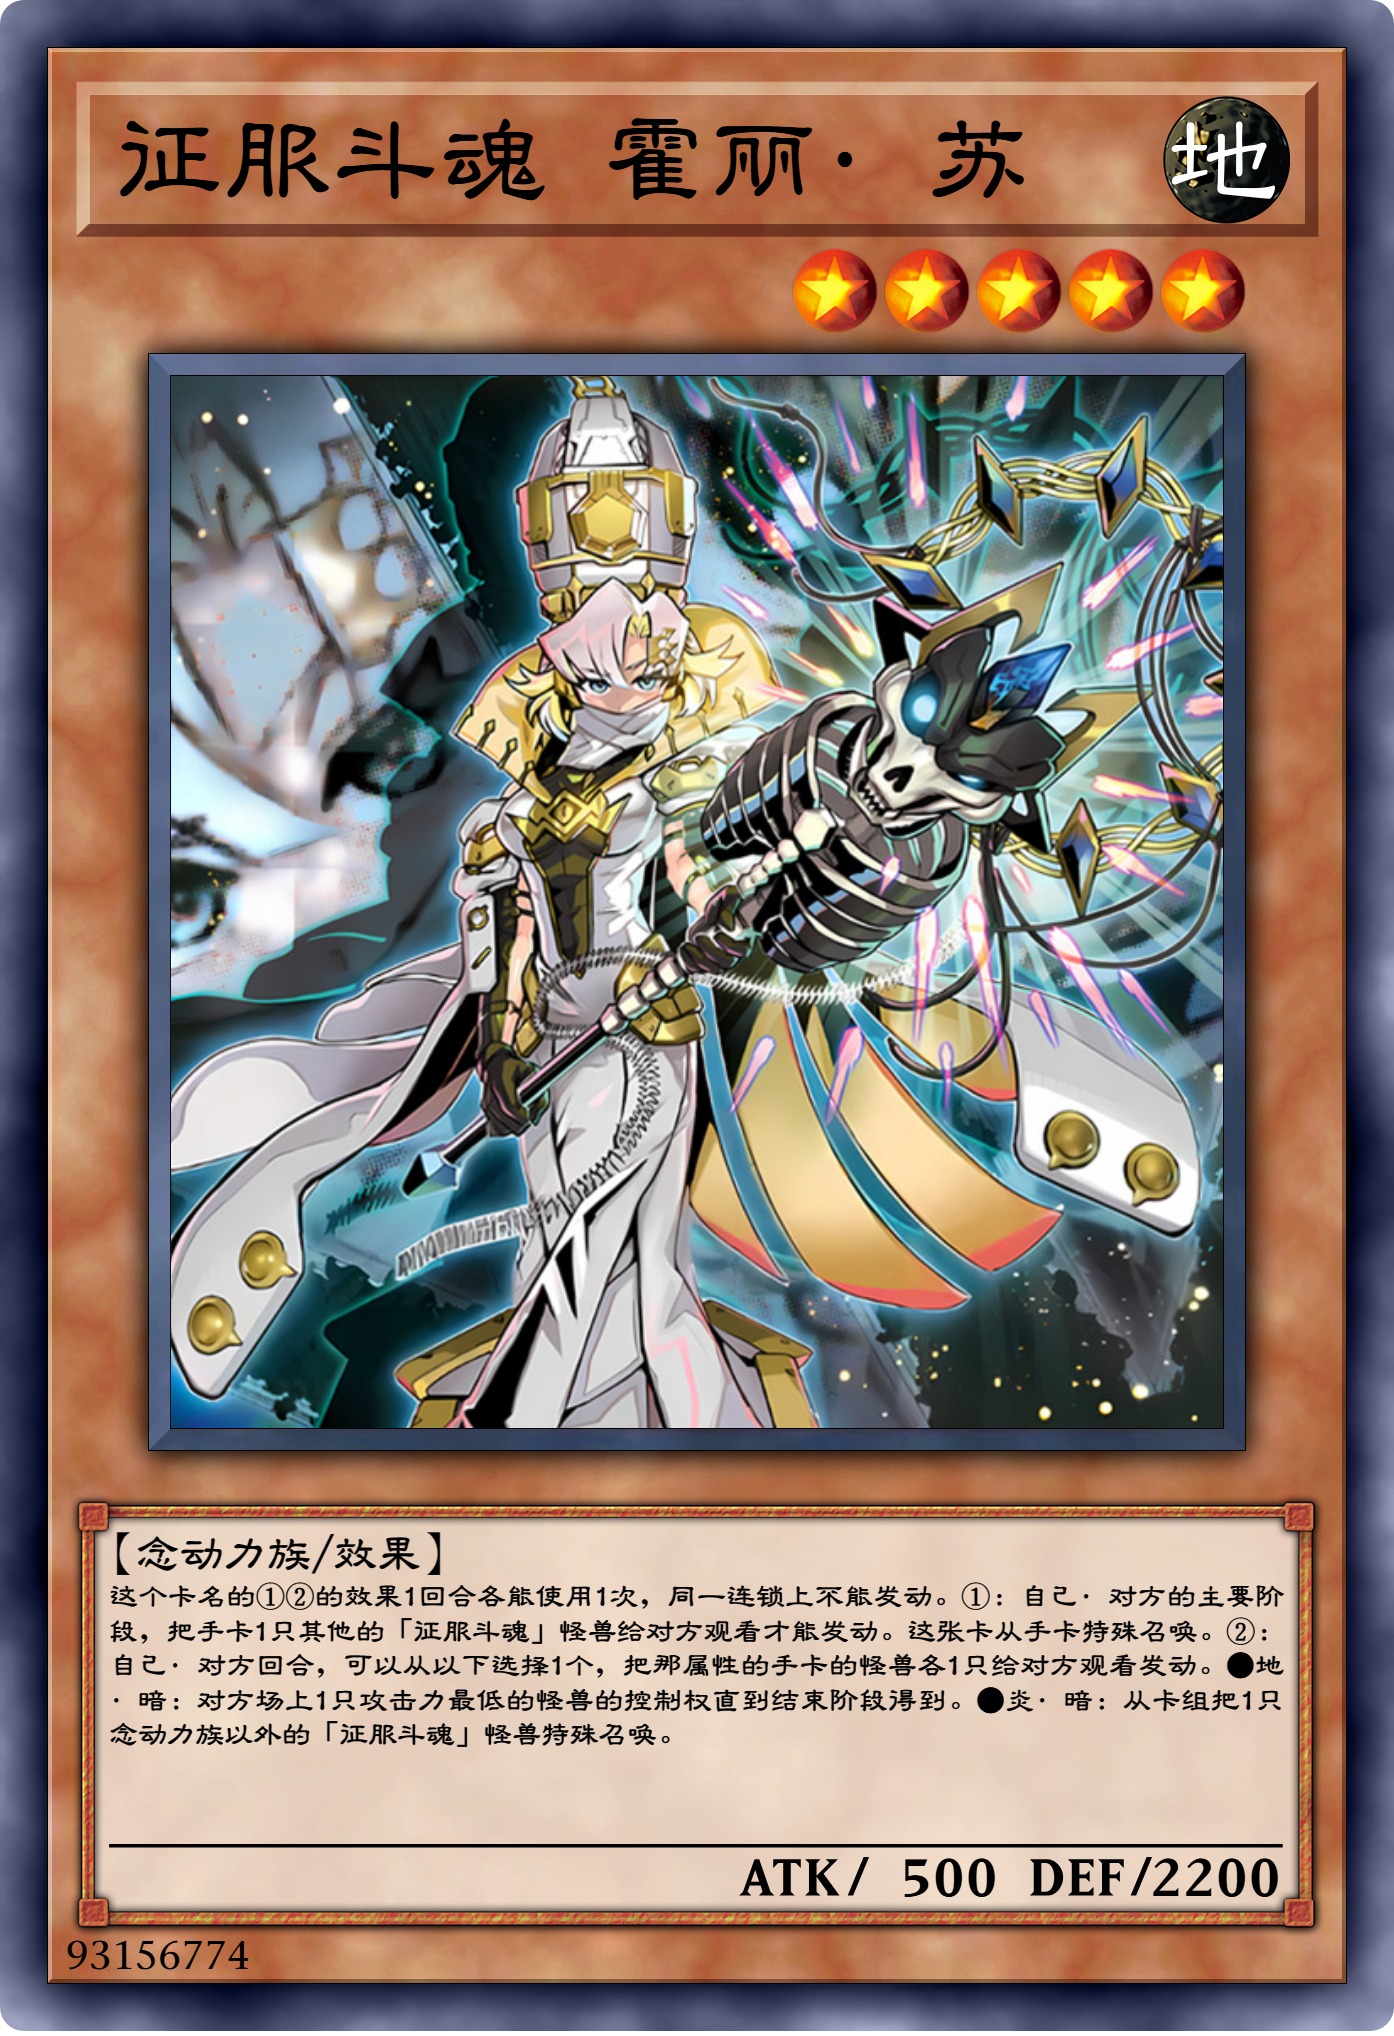 征服斗魂 霍丽·苏
地
【念动力族/效果】
这个卡名的①②的效果1回合各能使用1次，同一连锁上不能发动。①：自己·对方的主要阶
段，把手卡1只其他的「征服斗魂」怪兽给对方观看才能发动。这张卡从手卡特殊召唤。②：
自己·对方回合，可以从以下选择1个，把那属性的手卡的怪兽各1只给对方观看发动。●地
·暗：对方场上1只攻击力最低的怪兽的控制权直到结束阶段得到。●炎·暗：从卡组把1只
念动力族以外的「征服斗魂」怪兽特殊召唤。
ATK/ 500 DEF/2200
93156774